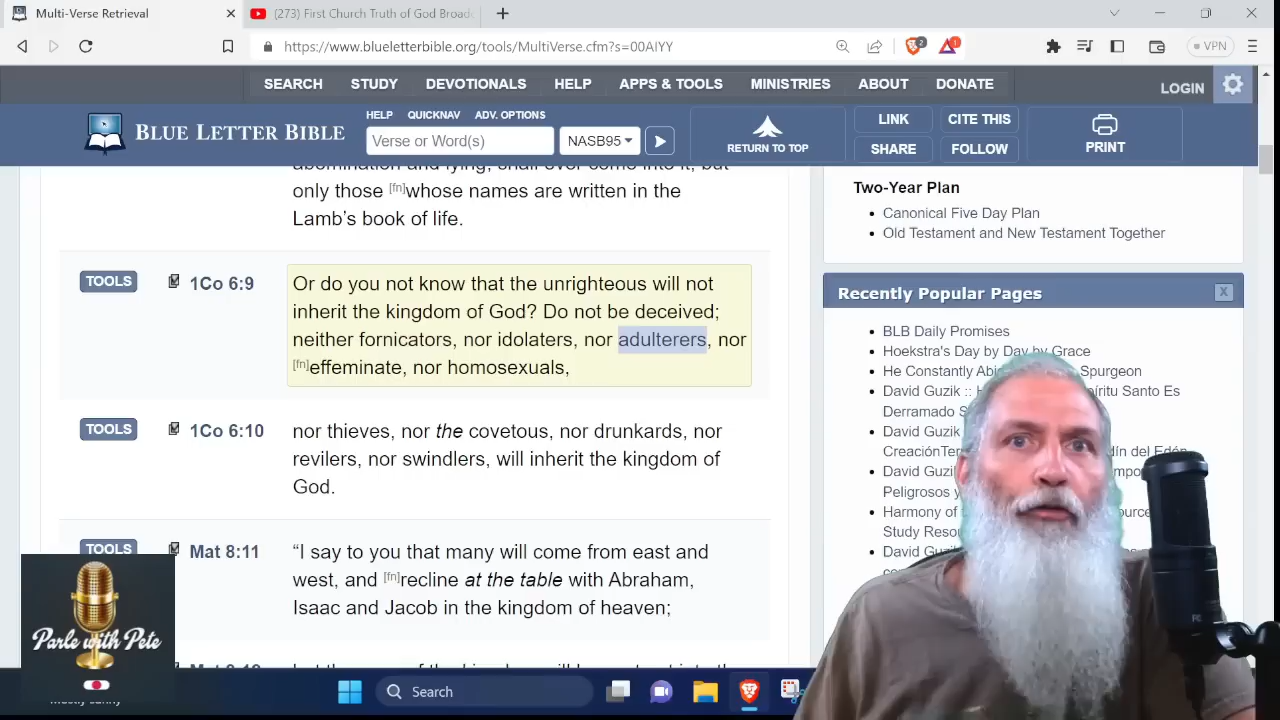 Multi-Verse Retrieval
(273) First Church Truth of God Broad
https://www.blueletterbible.org/tools/MultiVerse.cfm?s=00AIYY
2
1
VPN
SEARCH STUDY DEVOTIONALS HELP APPS & TOOLS MINISTRIES ABOUT DONATE
LOGIN
BLUE LETTER BIBLE
HELP QUICKNAV ADV. OPTIONS
Verse or Word(s)
NASB95
RETURN TO TOP
LINK
CITE THIS
SHARE
FOLLOW
PRINT
abomination and lying, shall ever come into it, but
only those [fn]whose names are written in the
Lamb's book of life.
TOOLS
1Co 6:9
Or do you not know that the unrighteous will not
inherit the kingdom of God? Do not be deceived;
neither fornicators, nor idolaters, nor adulterers, nor
[fn]effeminate, nor homosexuals,
TOOLS
1Co 6:10
nor thieves, nor the covetous, nor drunkards, nor
revilers, nor swindlers, will inherit the kingdom of
God.
TOOLS
Mat 8:11
“I say to you that many will come from east and
west, and [fn]recline at the table with Abraham,
Isaac and Jacob in the kingdom of heaven;
Two-Year Plan
Canonical Five Day Plan
Old Testament and New Testament Together
Recently Popular Pages
X
BLB Daily Promises
Hoekstra's Day by Day by Grace
He Constantly Spurgeon
David Guzik :: píritu Santo Es
Derramado
David Guzik
Creación del Edén
David Guzik
Peligrosos y
Harmony of
Study
David
Parle with Pete
Search
Mostly sunny